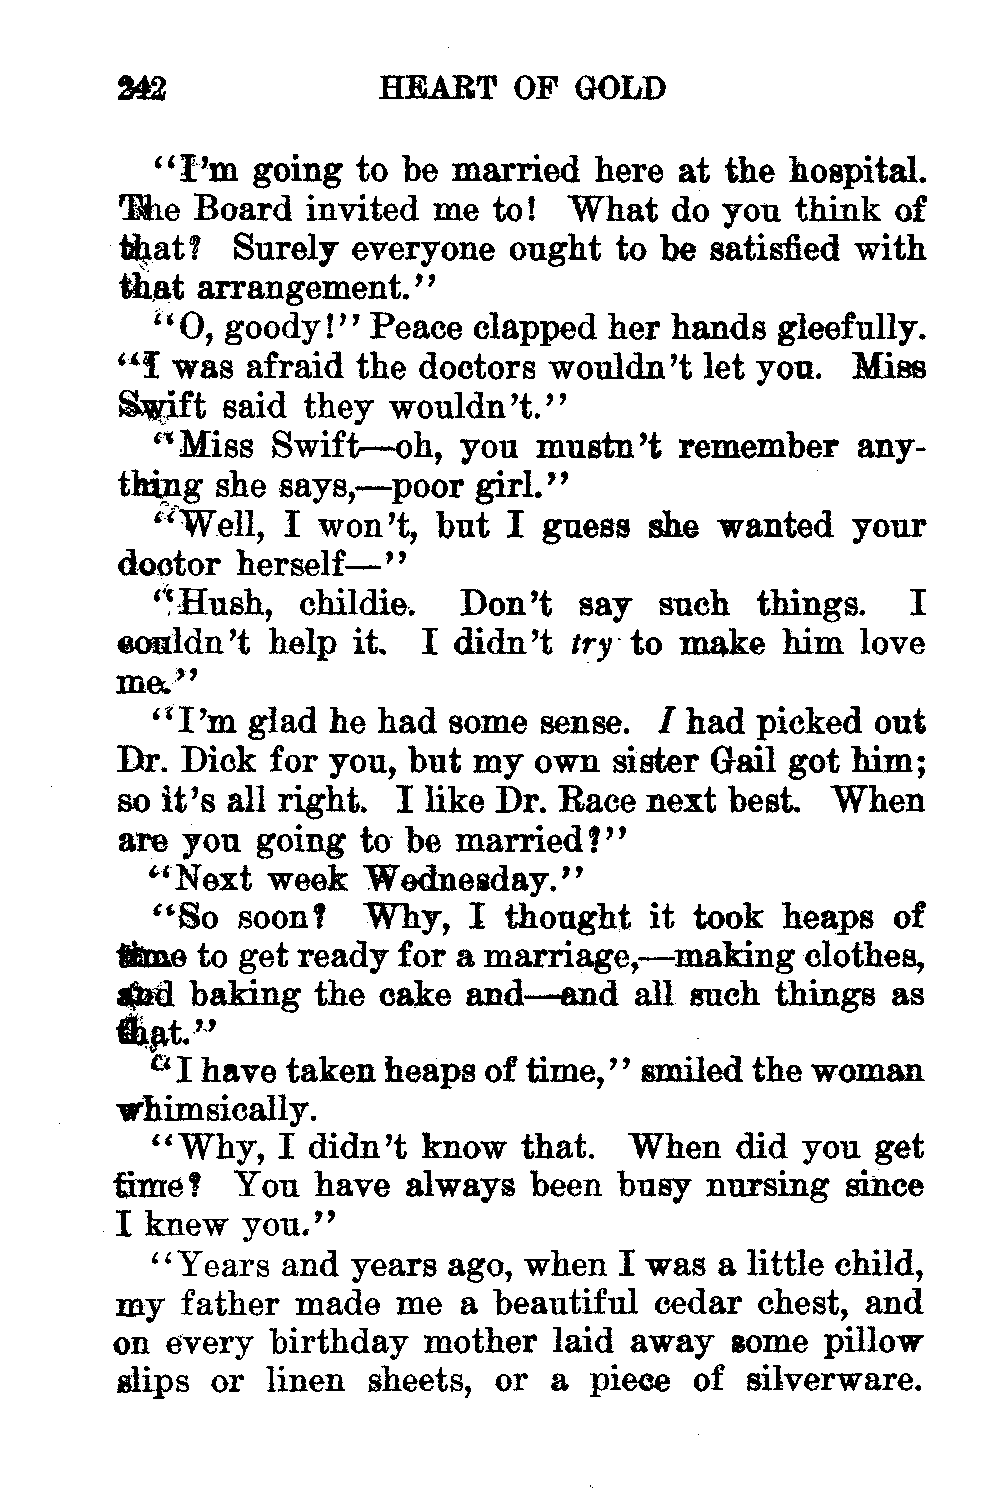 242 HEART OF GOLD
"I'm going to be married here at the hospital.
The Board invited me to! What do you think of
that? Surely everyone ought to be satisfied with
that arrangement."
"O, goody!" Peace clapped her hands gleefully.
"I was afraid the doctors wouldn't let you. Miss
Swift said they wouldn't."
"Miss Swift—oh, you mustn't remember any-
thing she says,—poor girl."
"Well, I won't, but I guess she wanted your
doctor herself—"
"Hush, childie. Don't say such things. I
couldn't help it. I didn't try to make him love
me."
"I'm glad he had some sense. I had picked out
Dr. Dick for you, but my own sister Gail got him;
so it's all right. I like Dr. Race next best. When
are you going to be married?"
"Next week Wednesday."
"So soon? Why, I thought it took heaps of
time to get ready for a marriage,—making clothes,
and baking the cake and—and all such things as
that."
"I have taken heaps of time," smiled the woman
whimsically.
"Why, I didn't know that. When did you get
time? You have always been busy nursing since
I knew you."
"Years and years ago, when I was a little child,
my father made me a beautiful cedar chest, and
on every birthday mother laid away some pillow
slips or linen sheets, or a piece of silverware.